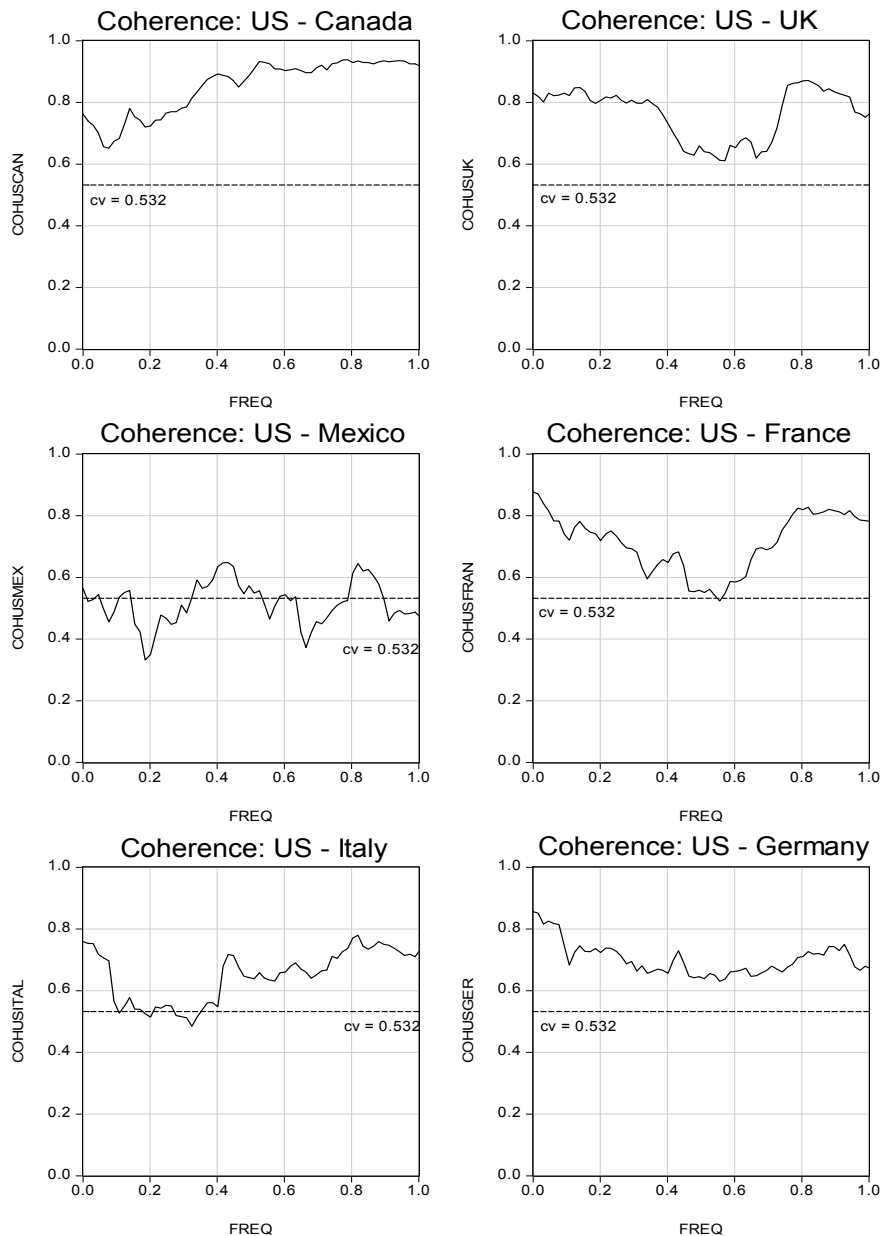 Coherence: US - Canada
1.0
0.8
0.6
0.4
0.2
0.0
COHUSCAN
cv = 0.532
0.0 0.2 0.4 0.6 0.8 1.0
FREQ
Coherence: US - UK
1.0
0.8
0.6
0.4
0.2
0.0
COHUSUK
cv = 0.532
0.0 0.2 0.4 0.6 0.8 1.0
FREQ
Coherence: US - Mexico
1.0
0.8
0.6
0.4
0.2
0.0
COHUSMEX
cv = 0.532
0.0 0.2 0.4 0.6 0.8 1.0
FREQ
Coherence: US - France
1.0
0.8
0.6
0.4
0.2
0.0
COHUSFRAN
cv = 0.532
0.0 0.2 0.4 0.6 0.8 1.0
FREQ
Coherence: US - Italy
1.0
0.8
0.6
0.4
0.2
0.0
COHUSITAL
cv = 0.532
0.0 0.2 0.4 0.6 0.8 1.0
FREQ
Coherence: US - Germany
1.0
0.8
0.6
0.4
0.2
0.0
COHUSGER
cv = 0.532
0.0 0.2 0.4 0.6 0.8 1.0
FREQ